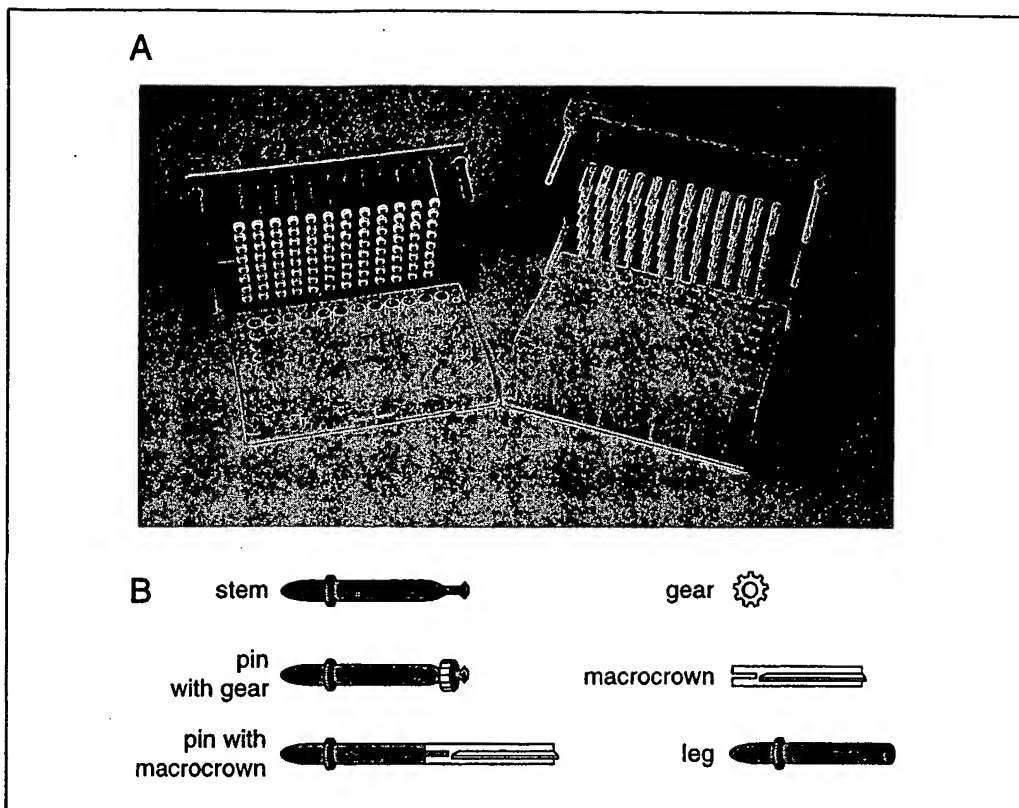 A
B
stem
gear
pin
with gear
macrocrown
pin with
macrocrown
leg